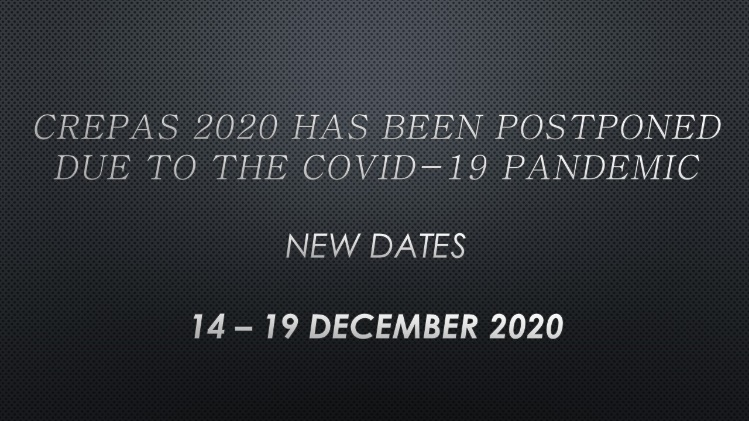 CREPAS 2020 HAS BEEN POSTPONED
DUE TO THE COVID-19 PANDEMIC
NEW DATES
14 – 19 DECEMBER 2020